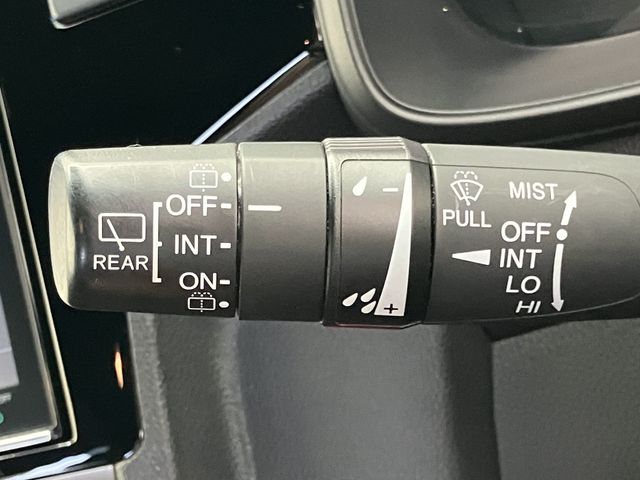 REAR
OFF
INT
ON
−
+
PULL
MIST
OFF
INT
LO
HI